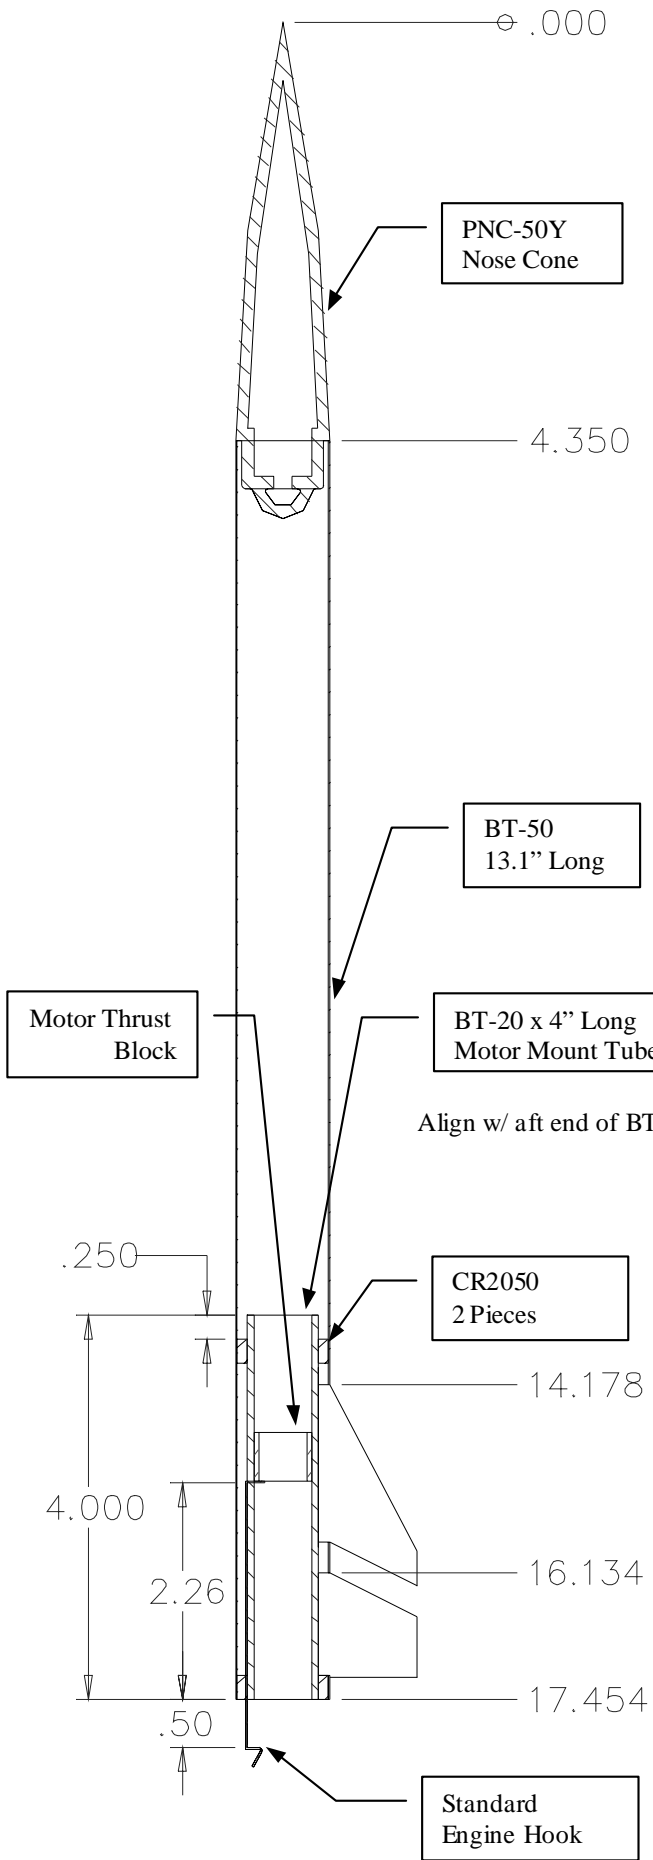 .000
PNC-50Y
Nose Cone
4.350
BT-50
13.1” Long
Motor Thrust
Block
BT-20 x 4” Long
Motor Mount Tube
Align w/ aft end of BT
.250
CR2050
2 Pieces
14.178
4.000
2.26
16.134
17.454
.50
Standard
Engine Hook